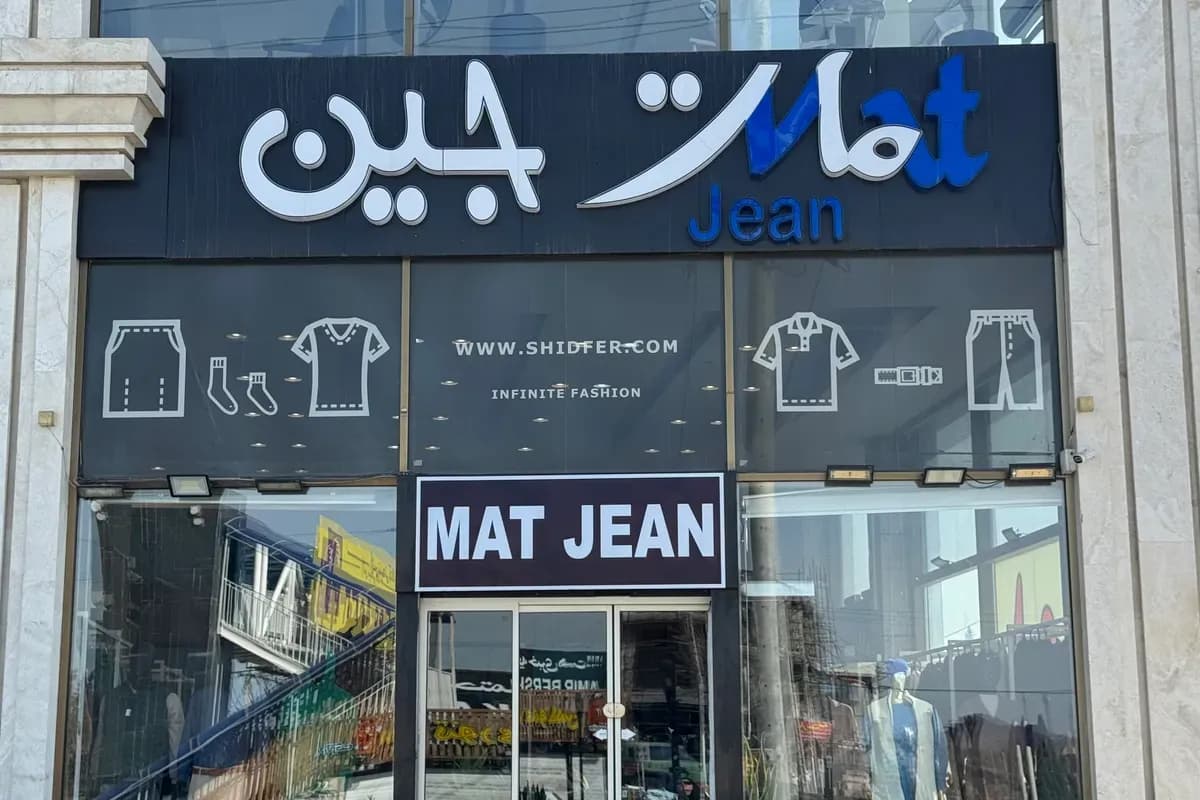 مات جین
Mat
Jean
WWW.SHIDFER.COM
INFINITE FASHION
MAT JEAN